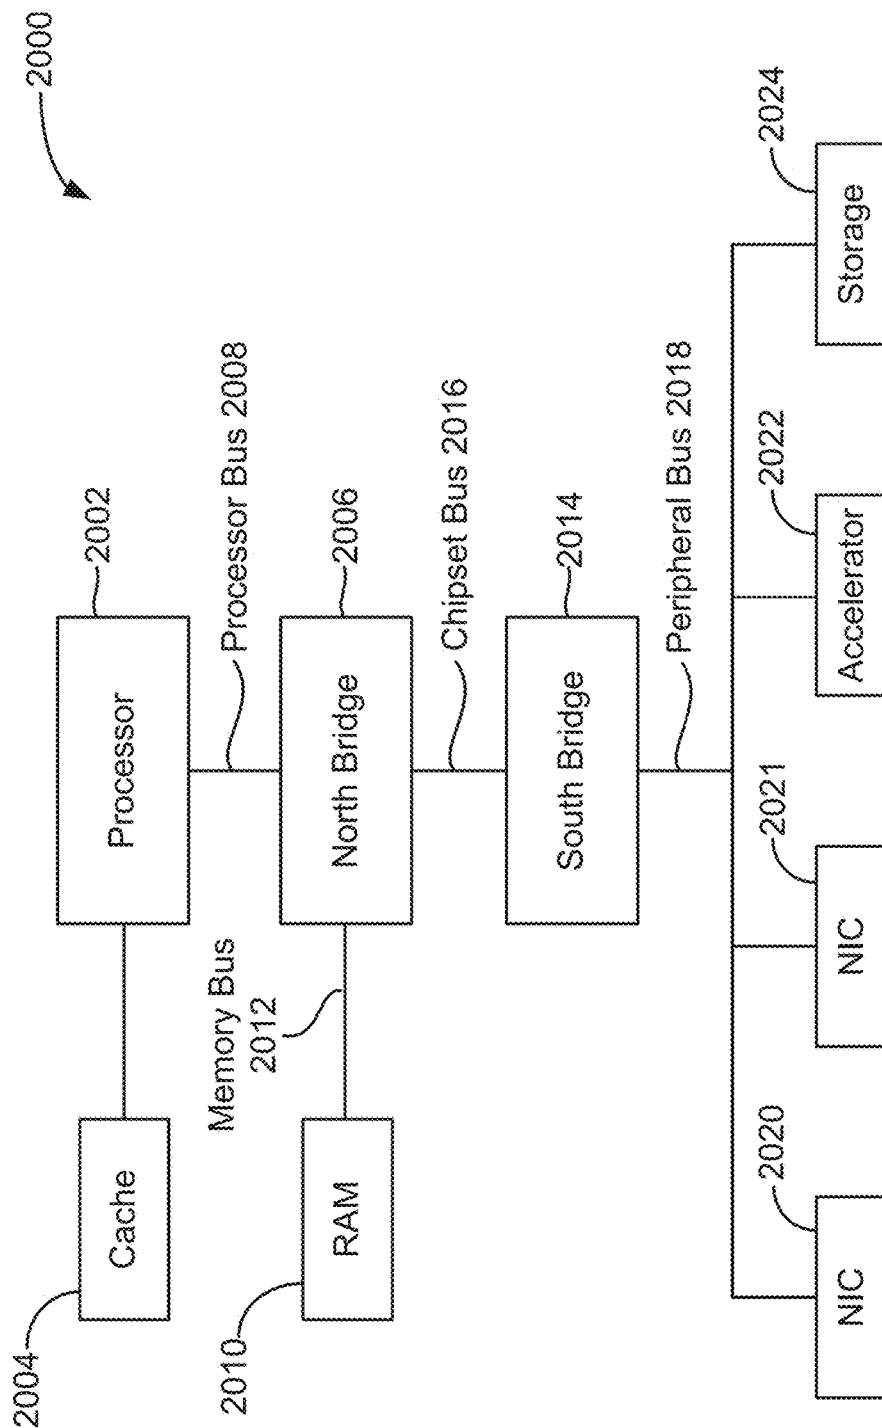 2000
2004
Cache
Processor
2002
Processor Bus 2008
Memory Bus
2012
2010
RAM
North Bridge
2006
Chipset Bus 2016
South Bridge
2014
Peripheral Bus 2018
2020
NIC
2021
NIC
2022
Accelerator
2024
Storage